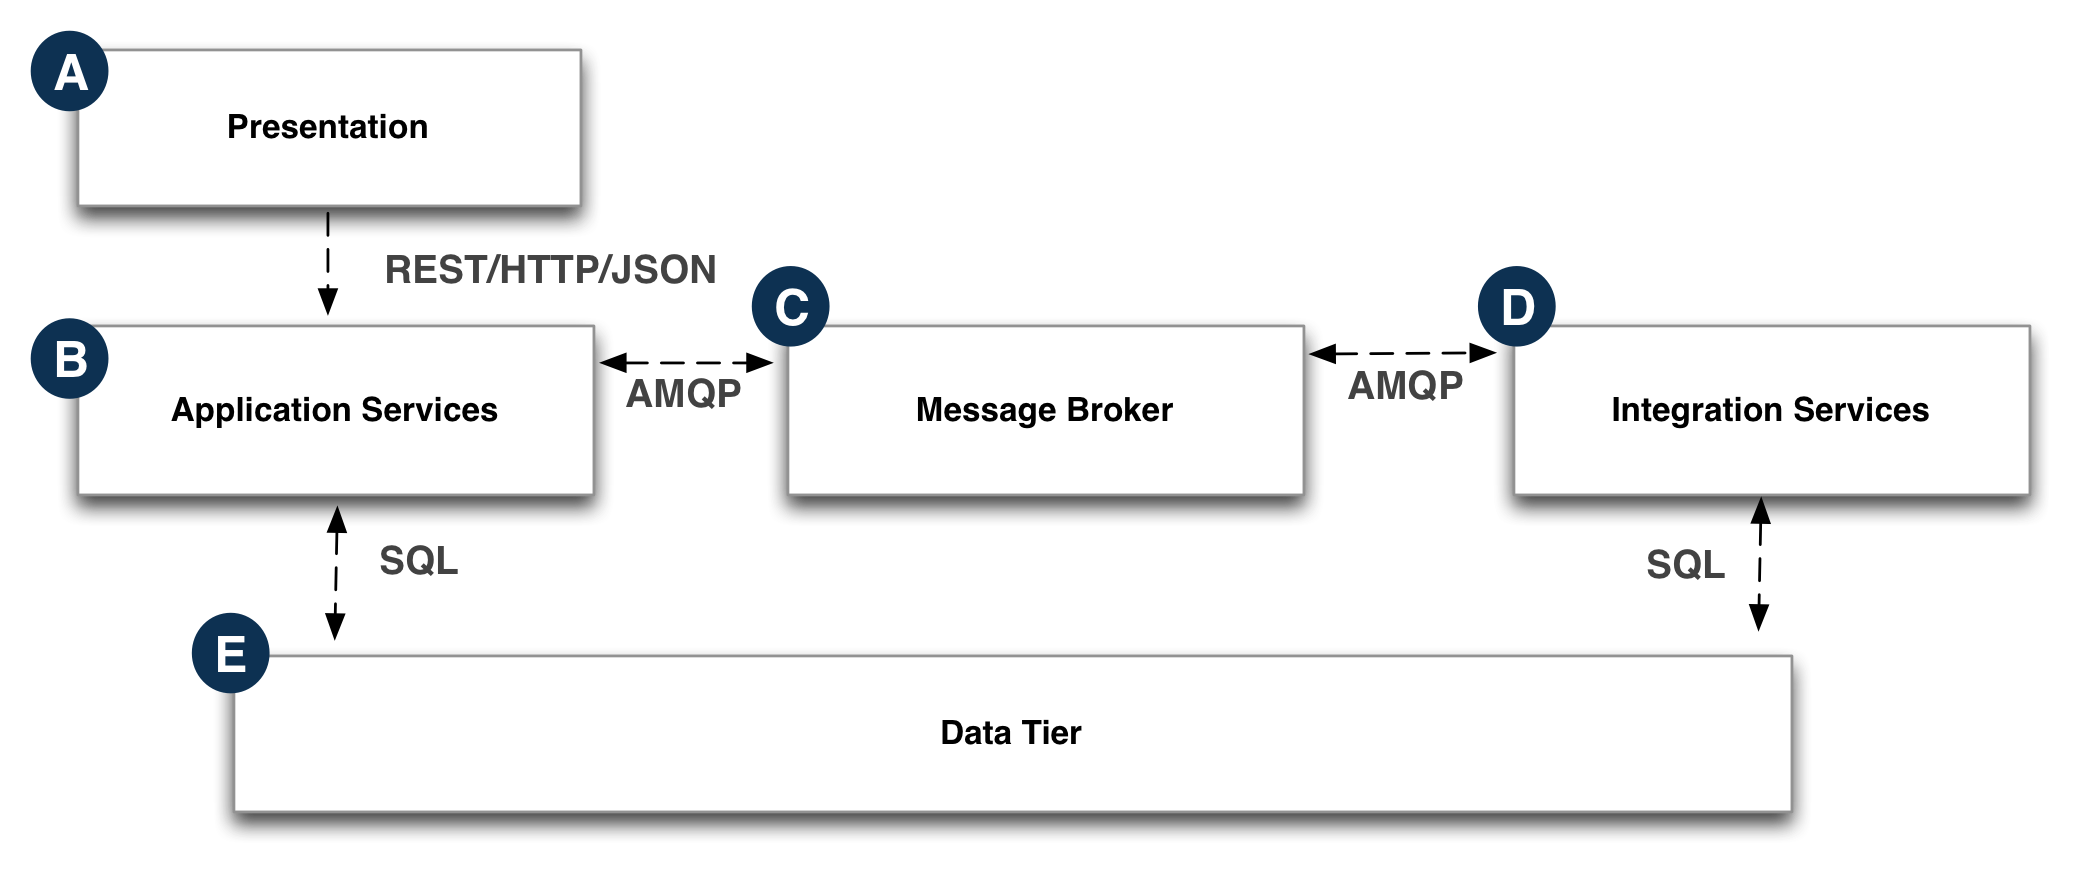 A
Presentation
REST/HTTP/JSON
B
Application Services
AMQP
C
Message Broker
AMQP
D
Integration Services
SQL
SQL
E
Data Tier